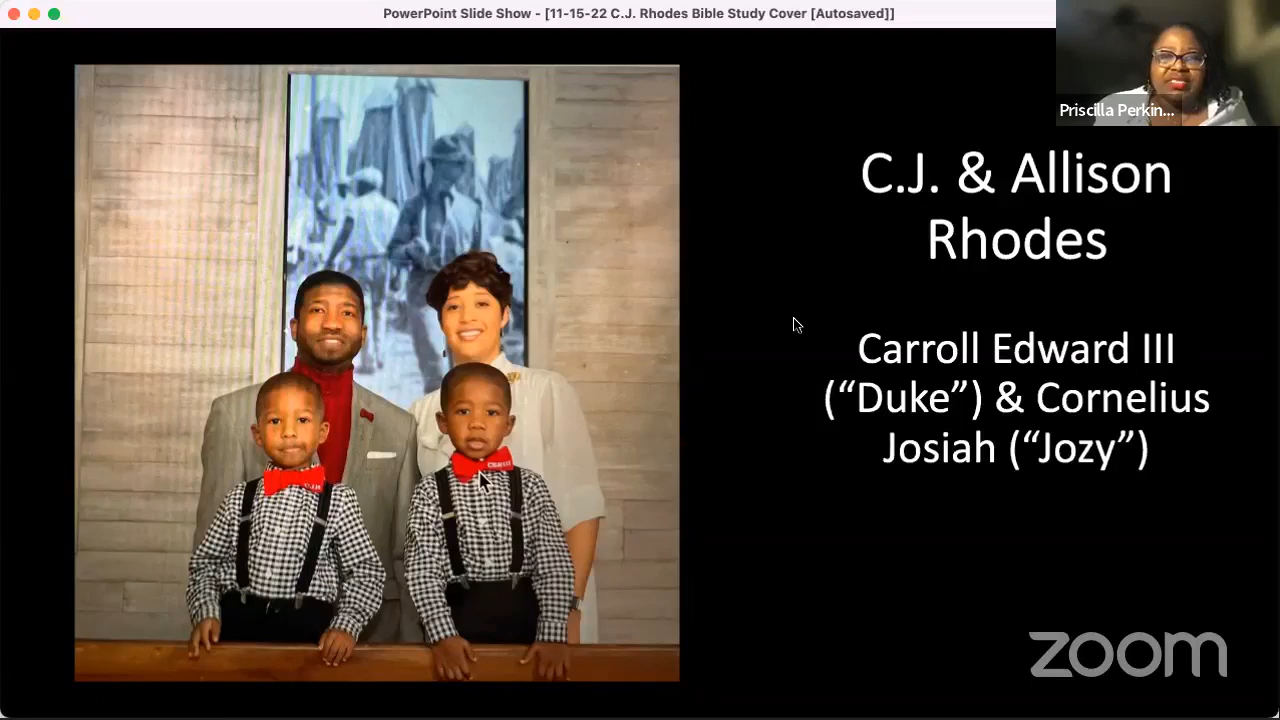 PowerPoint Slide Show - [11-15-22 C.J. Rhodes Bible Study Cover [Autosaved]]
Priscilla Perkin...
C.J. & Allison
Rhodes
Carroll Edward III
(“Duke”) & Cornelius
Josiah (“Jozy”)
zoom